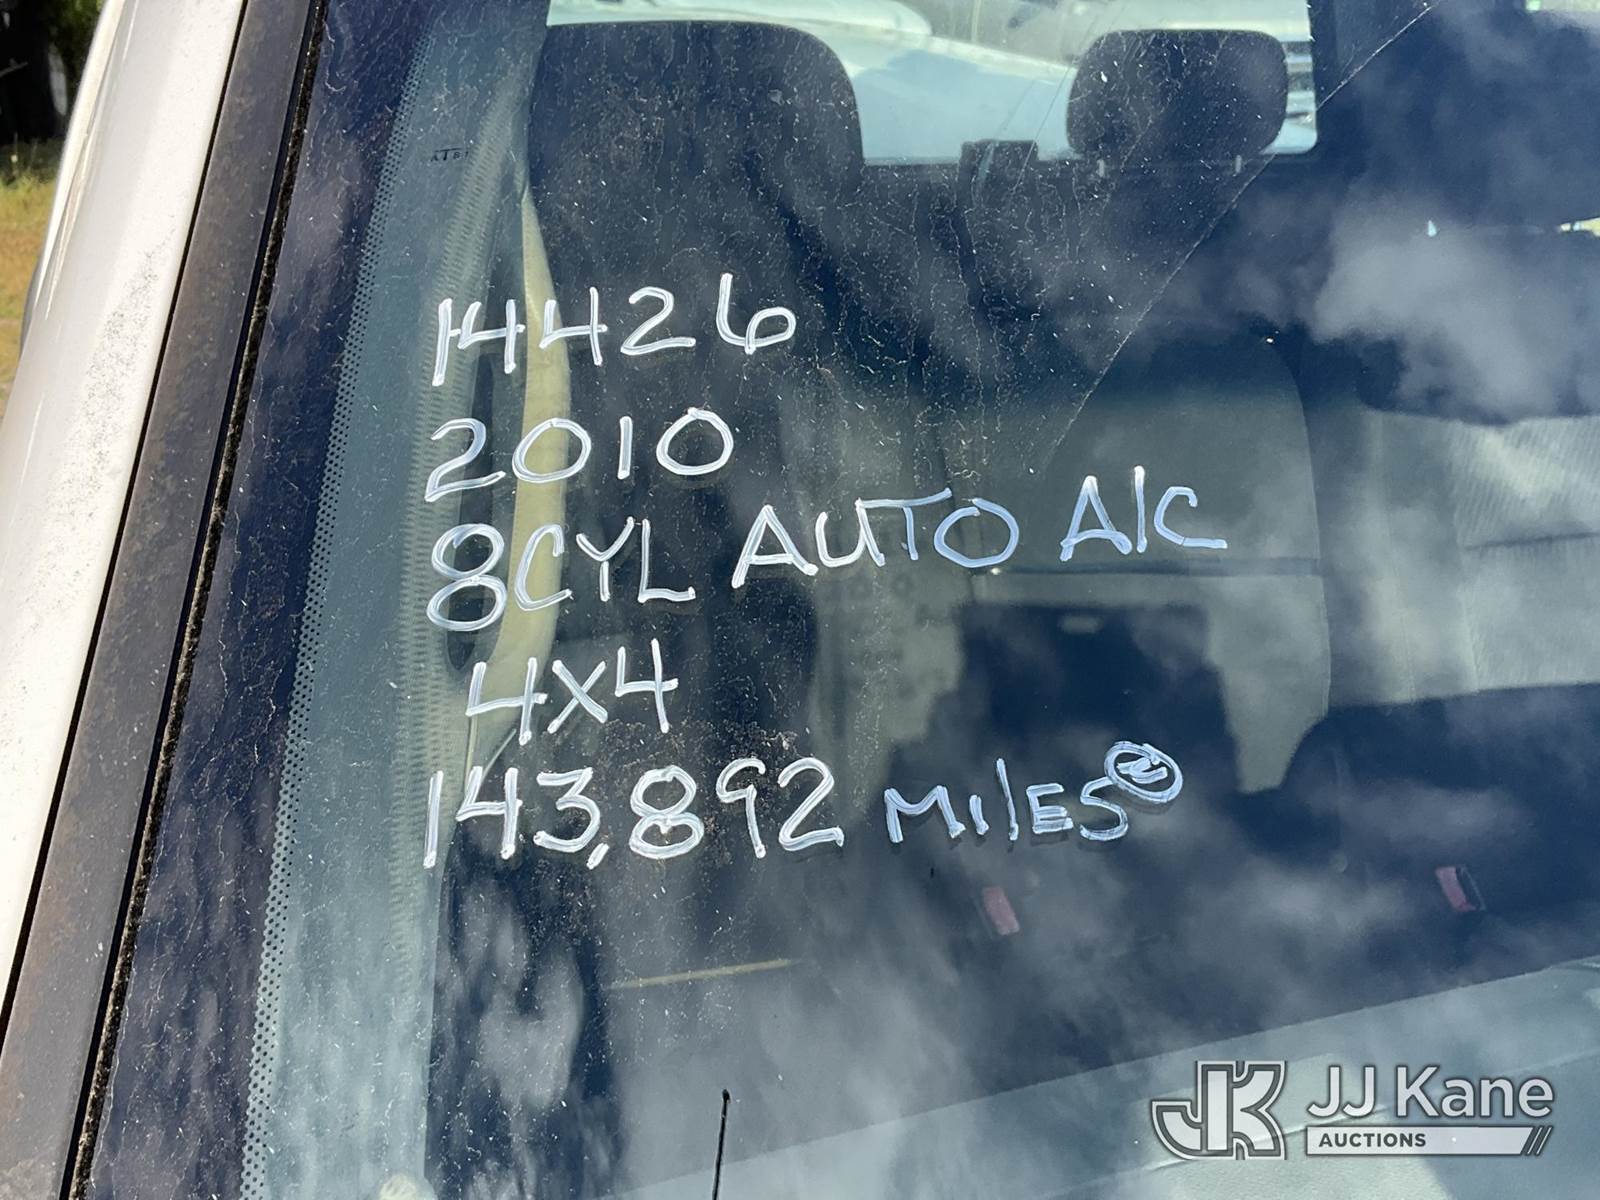 14426
2010
8CYL AUTO A/C
4X4
143,892 MILES
JJ Kane
AUCTIONS